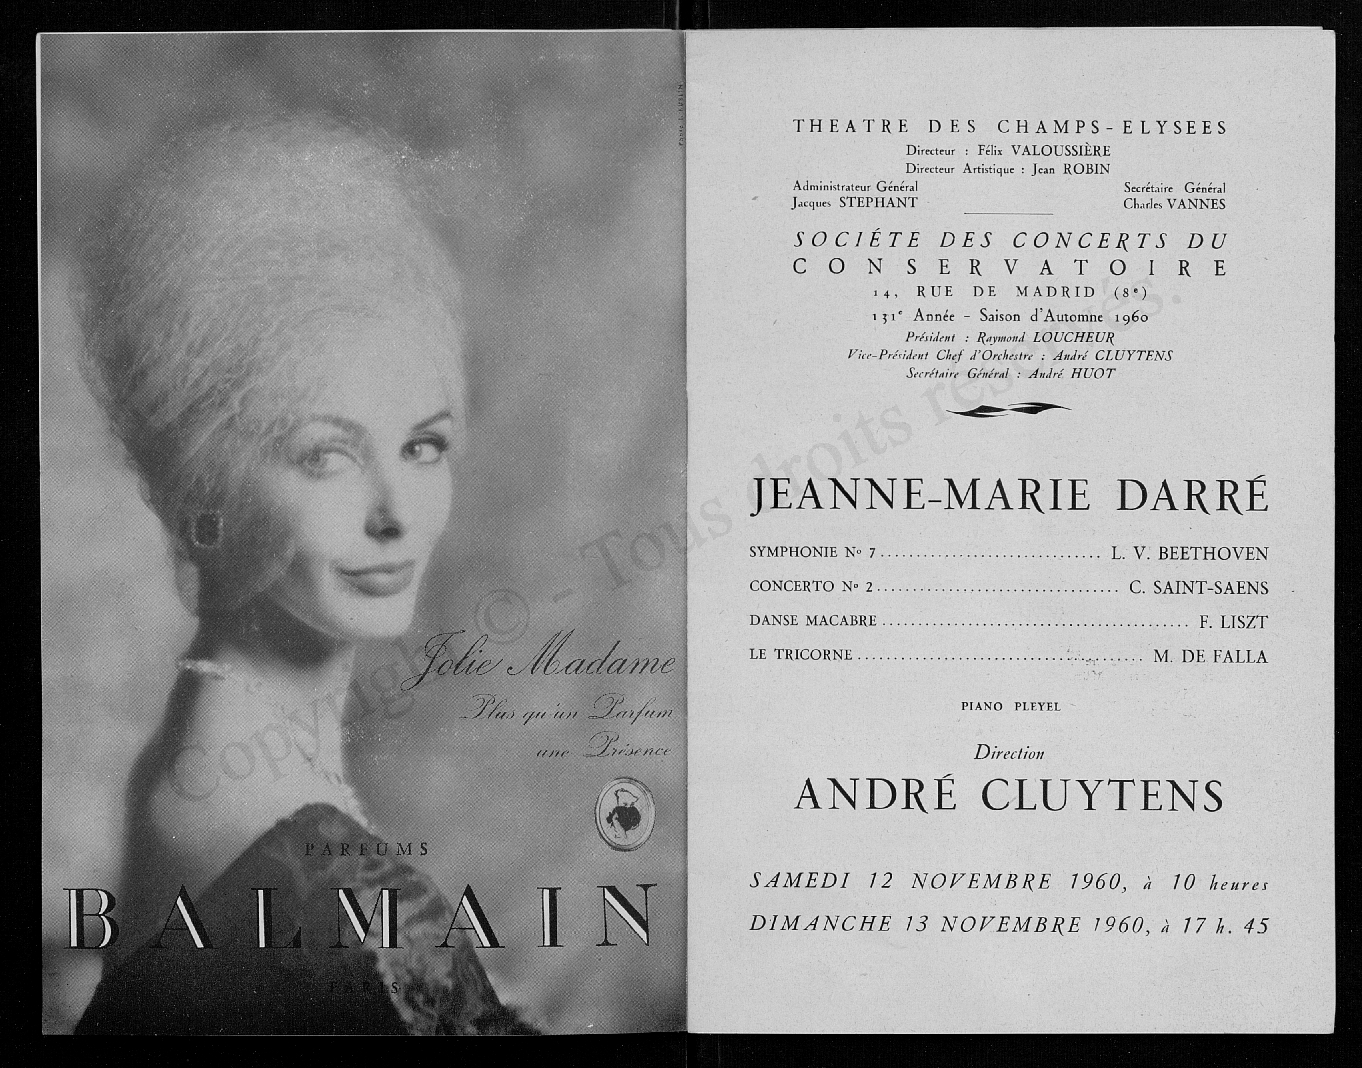 Jolie Madame
Plus qu'un Parfum
une Présence
PARFUMS
BALMAIN
PARIS
THEATRE DES CHAMPS-ELYSEES
Directeur : Félix VALOUSSIÈRE
Directeur Artistique : Jean ROBIN
Administrateur Général Secrétaire Général
Jacques STEPHANT Charles VANNES
SOCIÉTE DES CONCERTS DU
CONSERVATOIRE
14, RUE DE MADRID (8e)
131e Année - Saison d'Automne 1960
Président : Raymond LOUCHEUR
Vice-Président Chef d'Orchestre : André CLUYTENS
Secrétaire Général : André HUOT
JEANNE-MARIE DARRÉ
SYMPHONIE No 7 ............................... L. V. BEETHOVEN
CONCERTO No 2 .................................. C. SAINT-SAENS
DANSE MACABRE ........................................... F. LISZT
LE TRICORNE ........................................ M. DE FALLA
PIANO PLEYEL
Direction
ANDRÉ CLUYTENS
SAMEDI 12 NOVEMBRE 1960, à 10 heures
DIMANCHE 13 NOVEMBRE 1960, à 17 h. 45
Copyright © - Tous droits réservés.